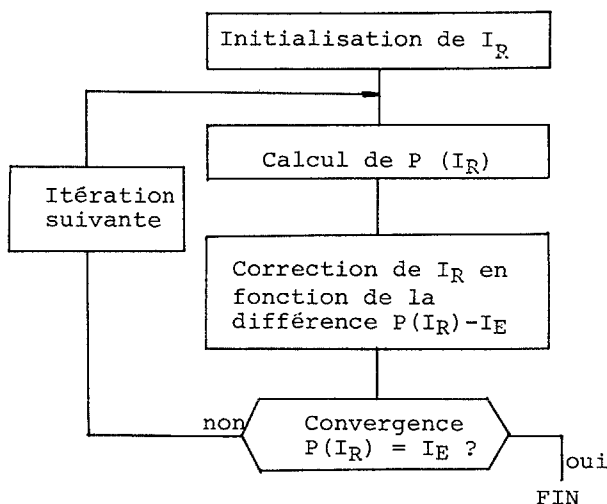 Initialisation de I_R
Calcul de P (I_R)
Itération
suivante
Correction de I_R en
fonction de la
différence P(I_R)-I_E
non
Convergence
P(I_R) = I_E ?
oui
FIN